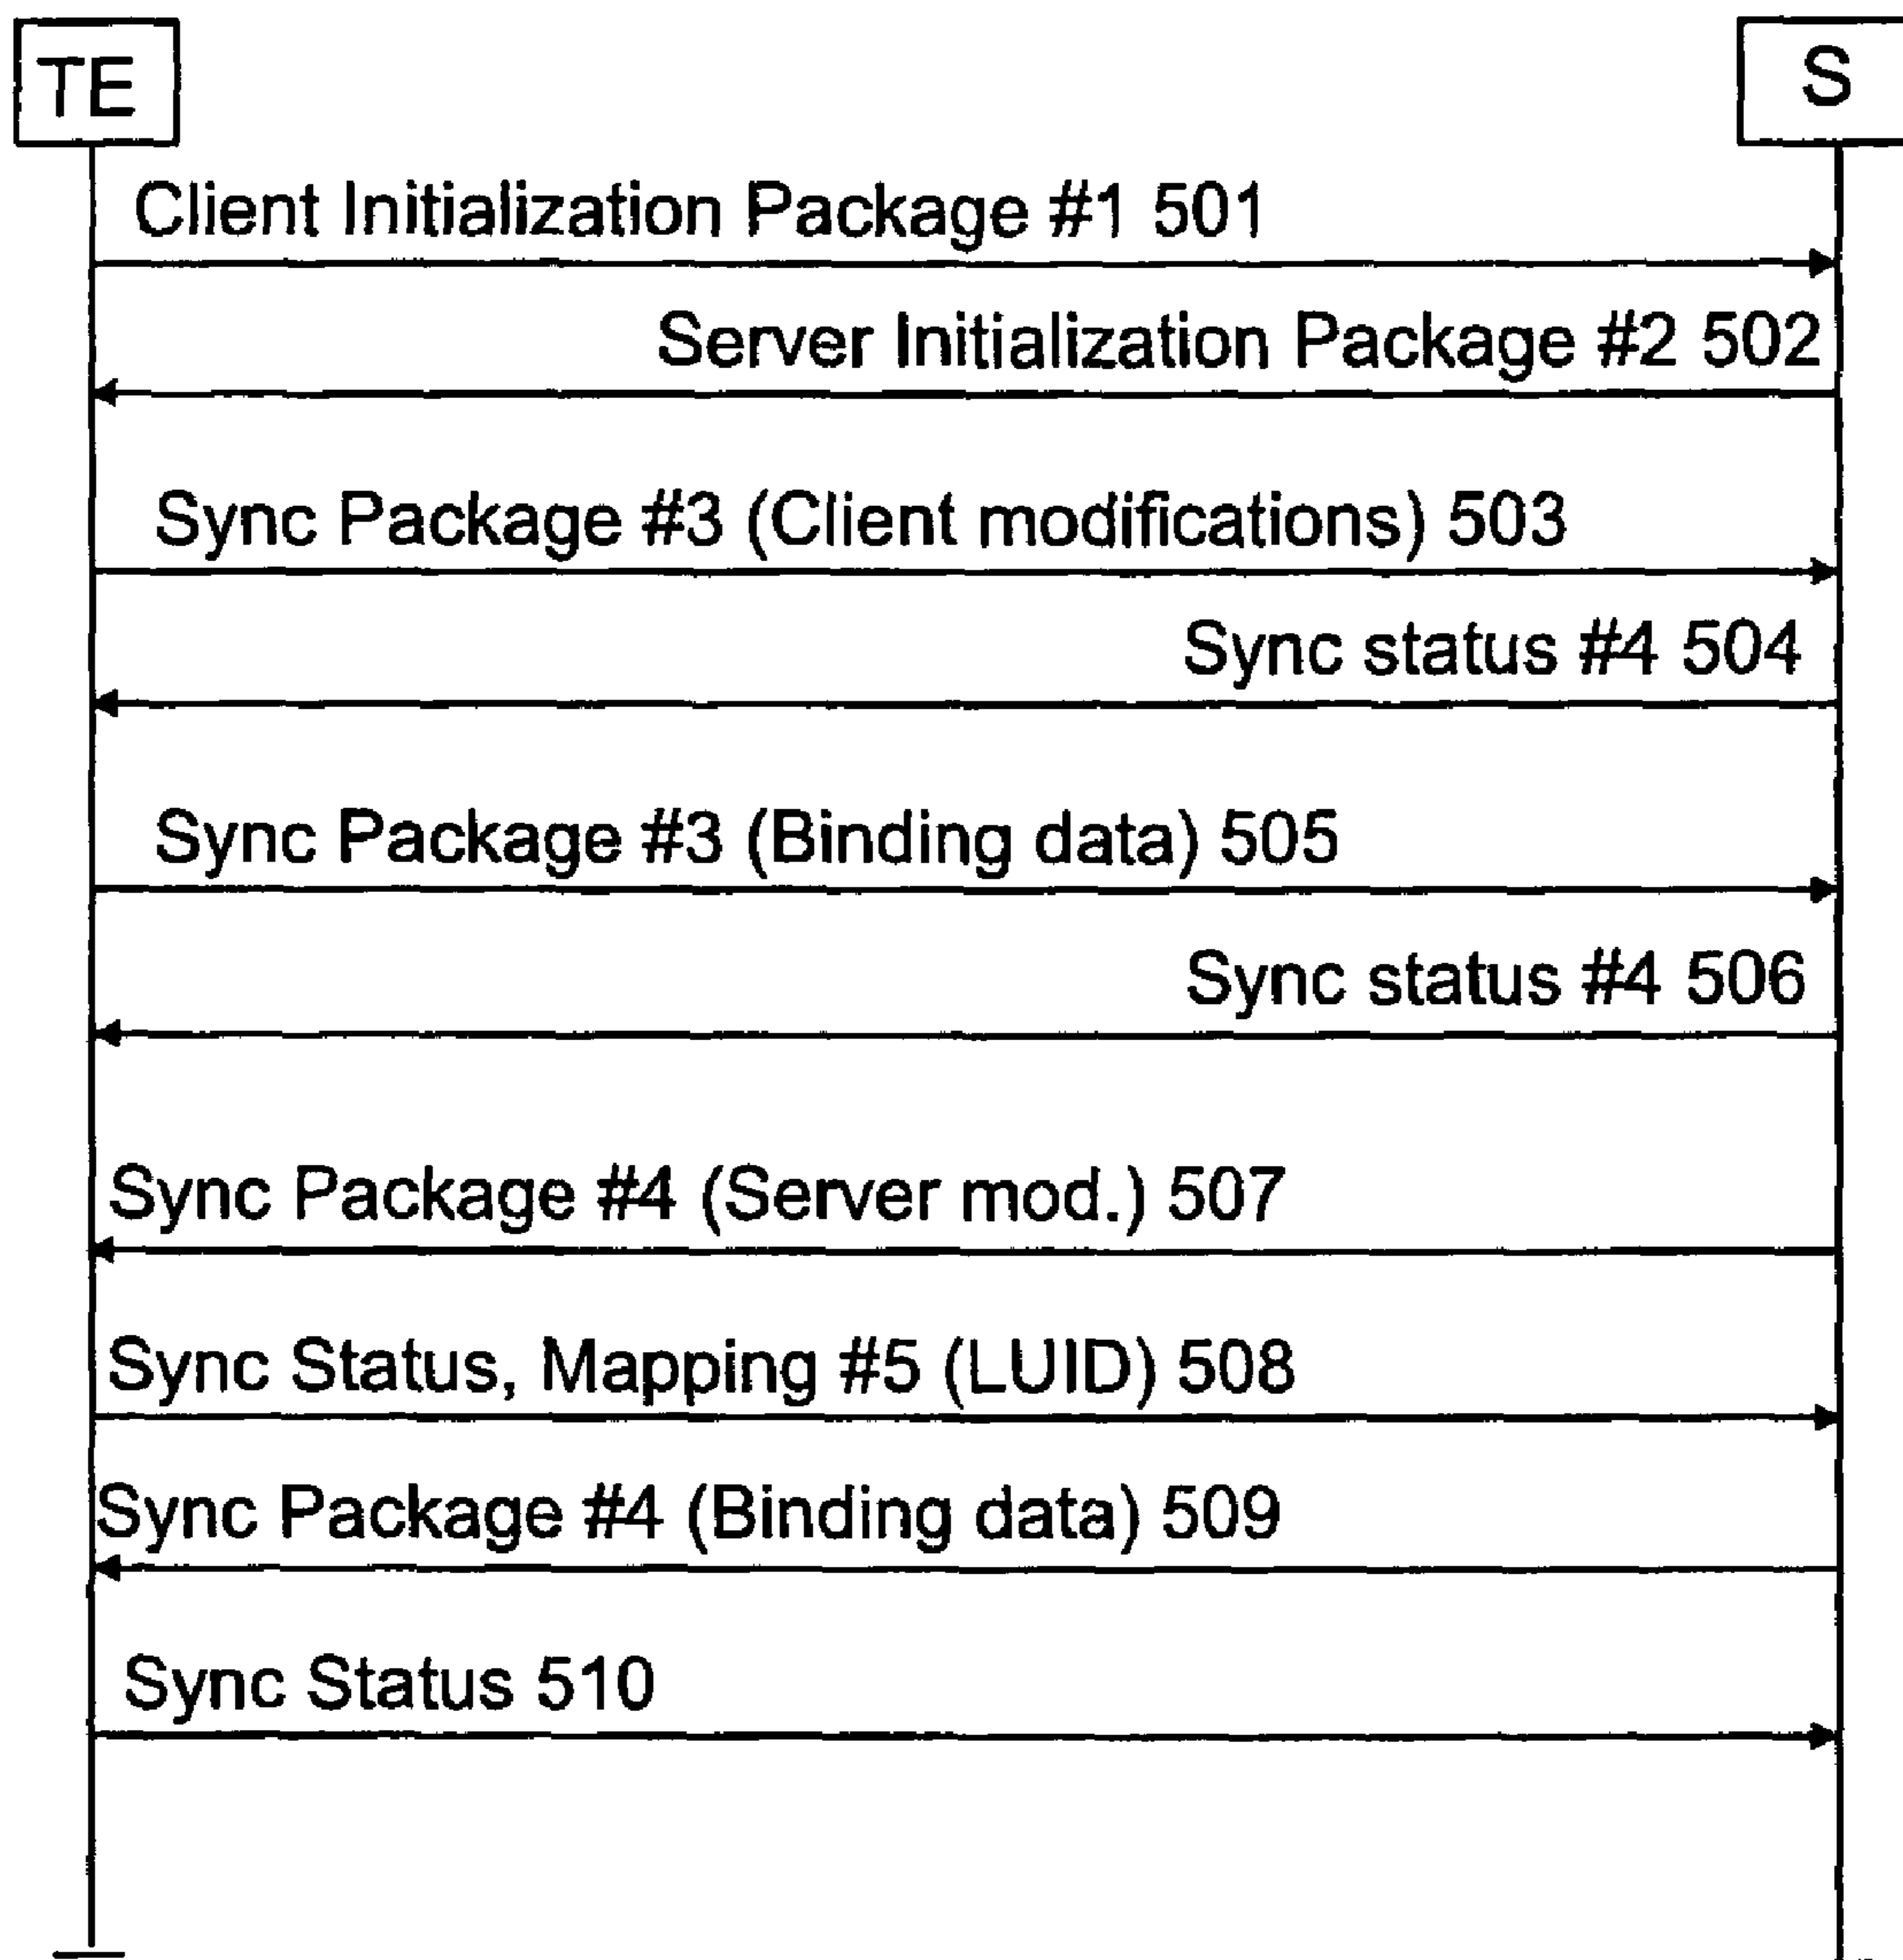 TE
S
Client Initialization Package #1 501
Server Initialization Package #2 502
Sync Package #3 (Client modifications) 503
Sync status #4 504
Sync Package #3 (Binding data) 505
Sync status #4 506
Sync Package #4 (Server mod.) 507
Sync Status, Mapping #5 (LUID) 508
Sync Package #4 (Binding data) 509
Sync Status 510